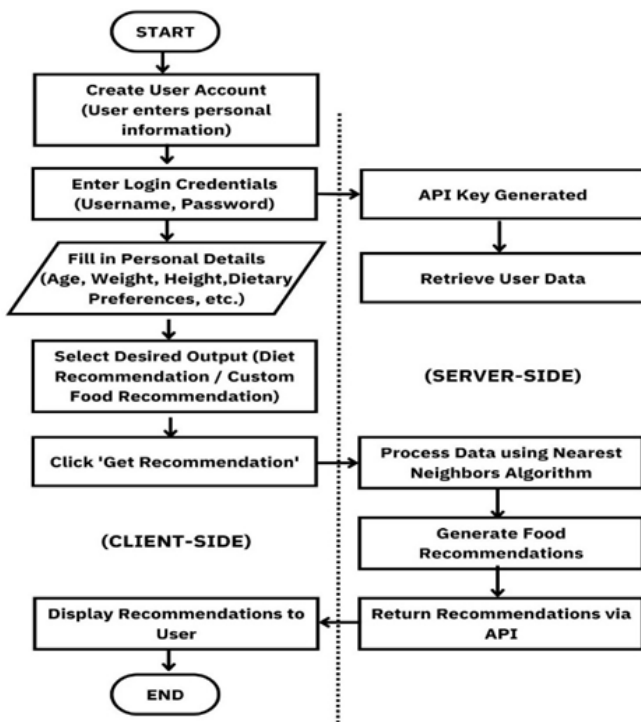 START
Create User Account
(User enters personal
information)
Enter Login Credentials
(Username, Password)
API Key Generated
Fill in Personal Details
(Age, Weight, Height,Dietary
Preferences, etc.)
Retrieve User Data
Select Desired Output (Diet
Recommendation / Custom
Food Recommendation)
(SERVER-SIDE)
Click 'Get Recommendation'
Process Data using Nearest
Neighbors Algorithm
(CLIENT-SIDE)
Generate Food
Recommendations
Display Recommendations to
User
Return Recommendations via
API
END